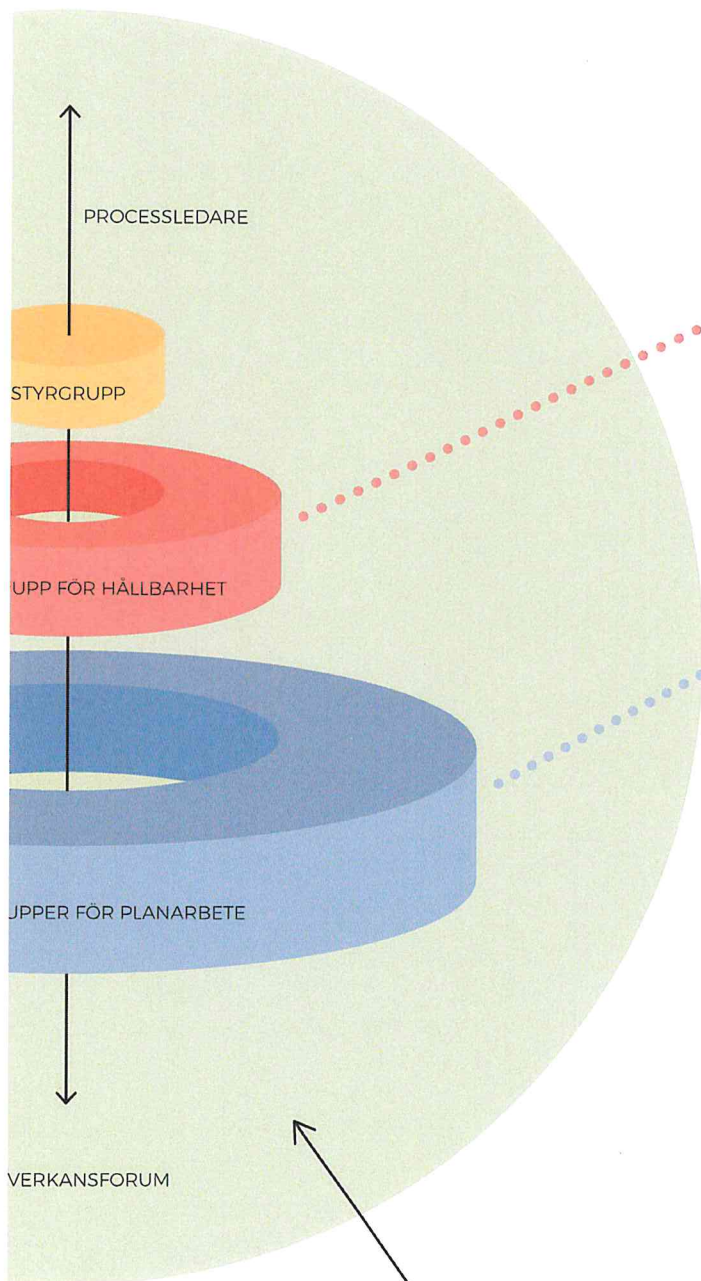 PROCESSLEDARE
STYRGRUPP
UPP FÖR HÅLLBARHET
UPPER FÖR PLANARBETE
VERKANSFORUM